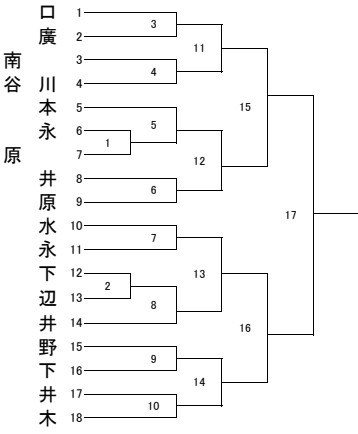 口 1
3
廣 2
11
南 3
4
谷 川 4
本 5 15
5
永 6
1
原 7
12
井 8
6
原 9
17
水 10
7
永 11
下 12 13
2
辺 13
8
井 14
16
野 15
9
下 16
14
井 17
10
木 18